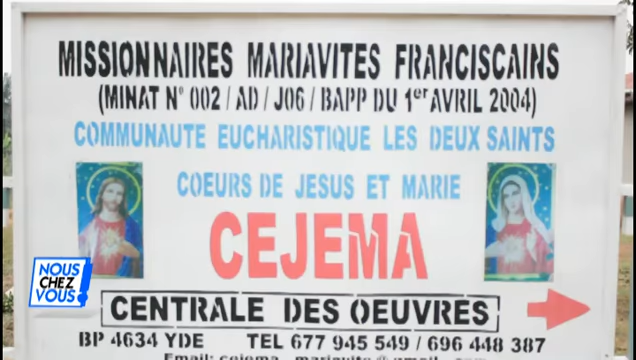 MISSIONNAIRES MARIAVITES FRANCISCAINS
(MINAT N° 002 / AD / J06 / BAPP DU 1er AVRIL 2004)
COMMUNAUTE EUCHARISTIQUE LES DEUX SAINTS
COEURS DE JESUS ET MARIE
CEJEMA
NOUS
CHEZ
VOUS
CENTRALE DES OEUVRES
BP 4634 YDE TEL 677 945 549 / 696 448 387
Email: cejema